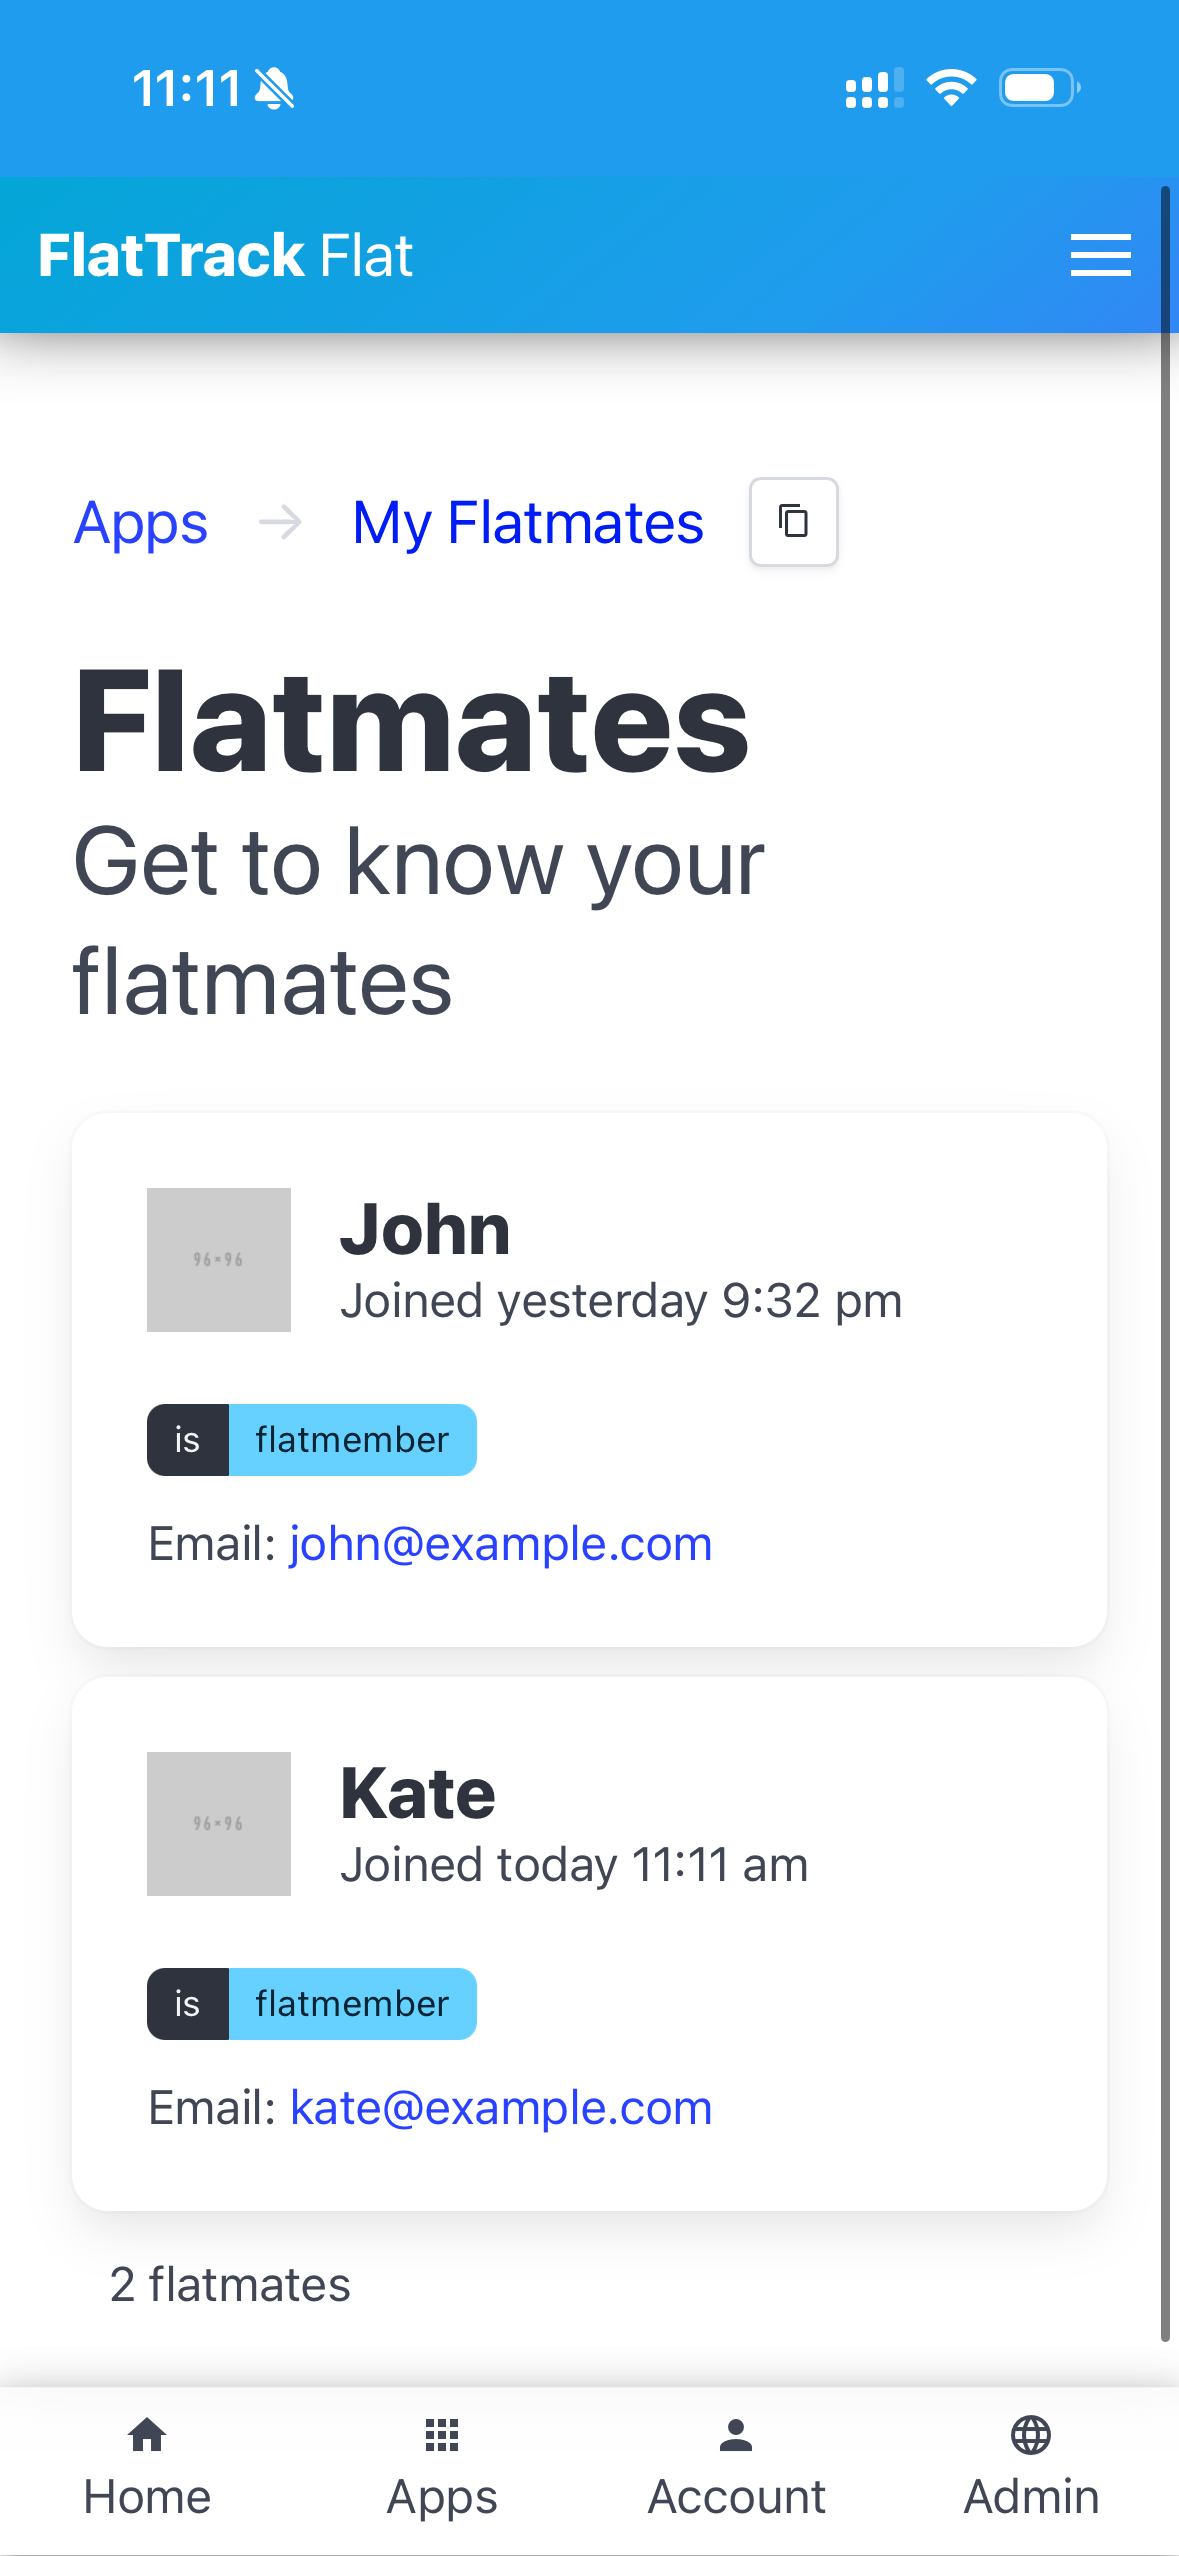 11:11
FlatTrack Flat
Apps → My Flatmates
Flatmates
Get to know your
flatmates
96×96
John
Joined yesterday 9:32 pm
is flatmember
Email: john@example.com
96×96
Kate
Joined today 11:11 am
is flatmember
Email: kate@example.com
2 flatmates
Home Apps Account Admin